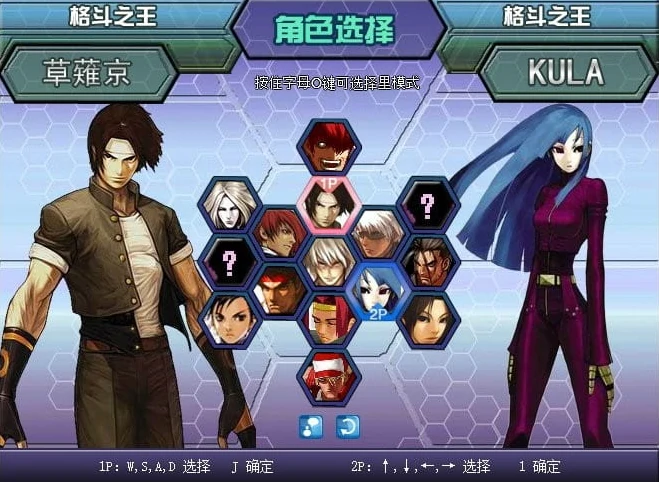 格斗之王
角色选择
格斗之王
草薙京
KULA
按住字母O键可选择里模式
1P
?
?
2P
1P: W,S,A,D 选择 J 确定
2P: ↑,↓,←,→ 选择 1 确定